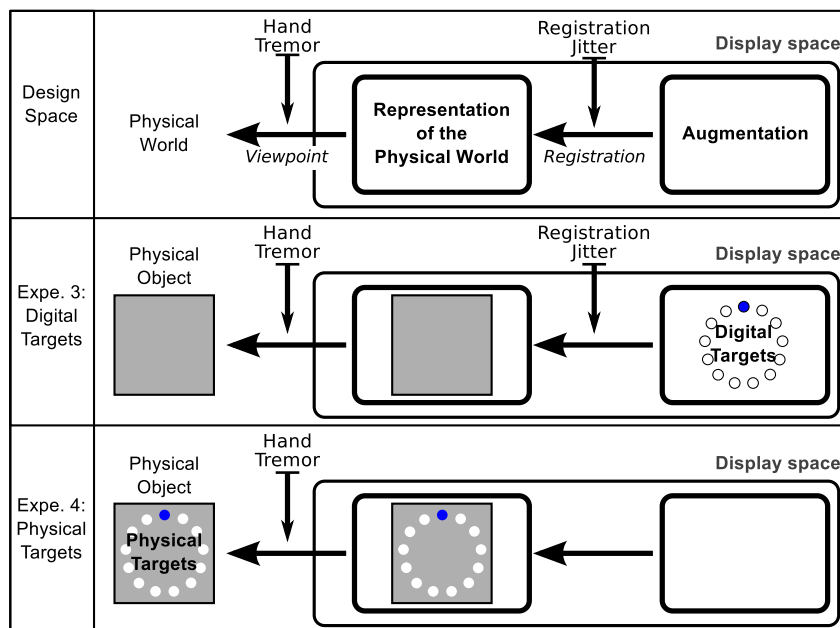 Hand
Tremor
Registration
Jitter
Display space
Design
Space
Physical
World
Viewpoint
Representation
of the
Physical World
Registration
Augmentation
Hand
Tremor
Registration
Jitter
Display space
Physical
Object
Expe. 3:
Digital
Targets
Digital
Targets
Hand
Tremor
Display space
Physical
Object
Expe. 4:
Physical
Targets
Physical
Targets